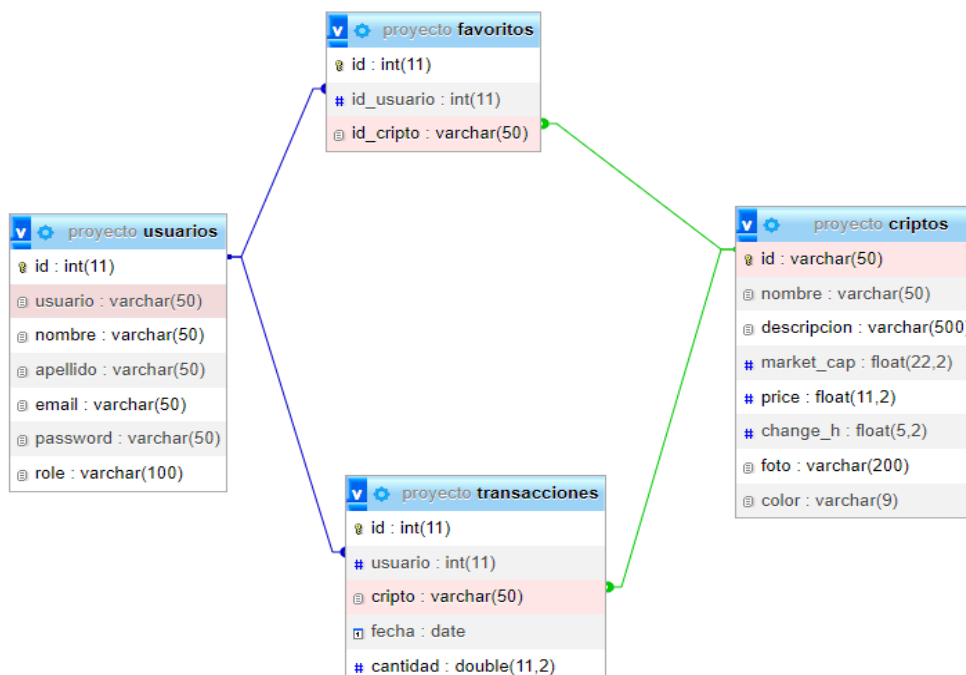 v proyecto favoritos
id : int(11)
# id_usuario : int(11)
id_cripto : varchar(50)
v proyecto usuarios
id : int(11)
usuario : varchar(50)
nombre : varchar(50)
apellido : varchar(50)
email : varchar(50)
password : varchar(50)
role : varchar(100)
v proyecto criptos
id : varchar(50)
nombre : varchar(50)
descripcion : varchar(500)
# market_cap : float(22,2)
# price : float(11,2)
# change_h : float(5,2)
foto : varchar(200)
color : varchar(9)
v proyecto transacciones
id : int(11)
# usuario : int(11)
cripto : varchar(50)
fecha : date
# cantidad : double(11,2)